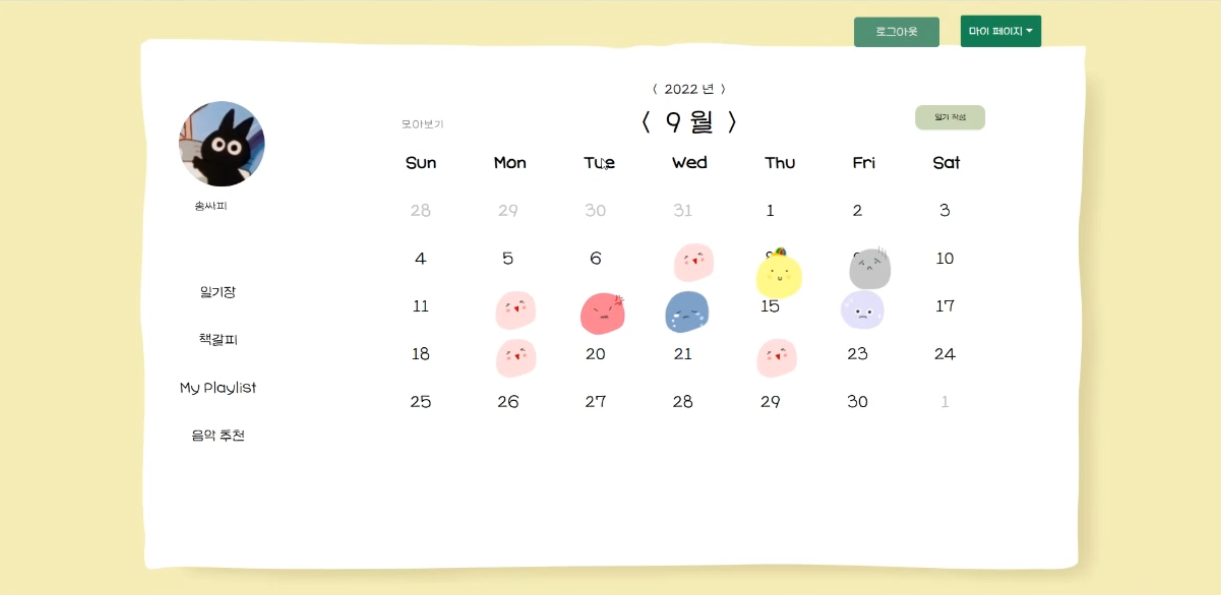 로그아웃
마이 페이지
〈 2022 년 〉
〈 9 월 〉
모아보기
일기 작성
Sun Mon Tue Wed Thu Fri Sat
송싸피
28 29 30 31 1 2 3
4 5 6 10
일기장
11 15 17
책갈피
18 20 21 23 24
My Playlist
25 26 27 28 29 30 1
음악 추천